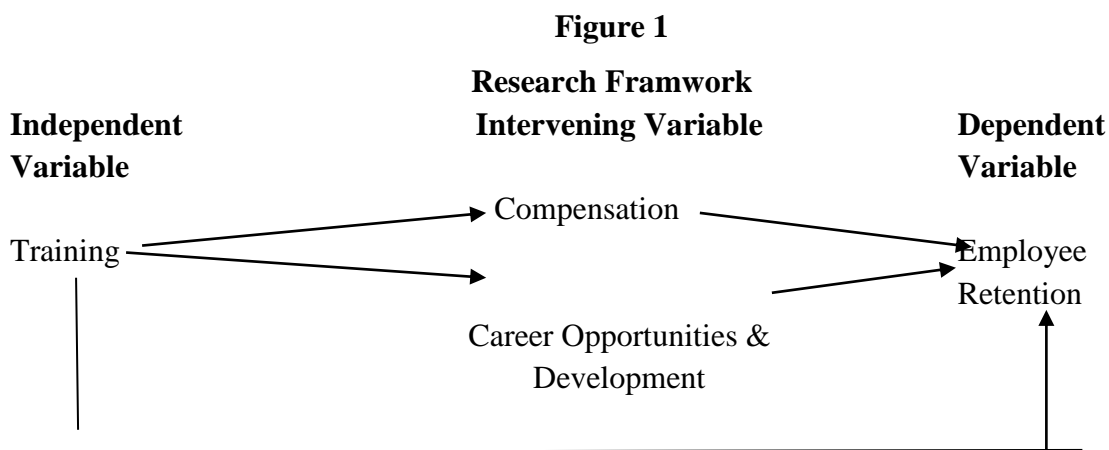 Figure 1
Research Framwork
Independent Variable
Intervening Variable
Dependent Variable
Compensation
Training
Employee Retention
Career Opportunities &
Development